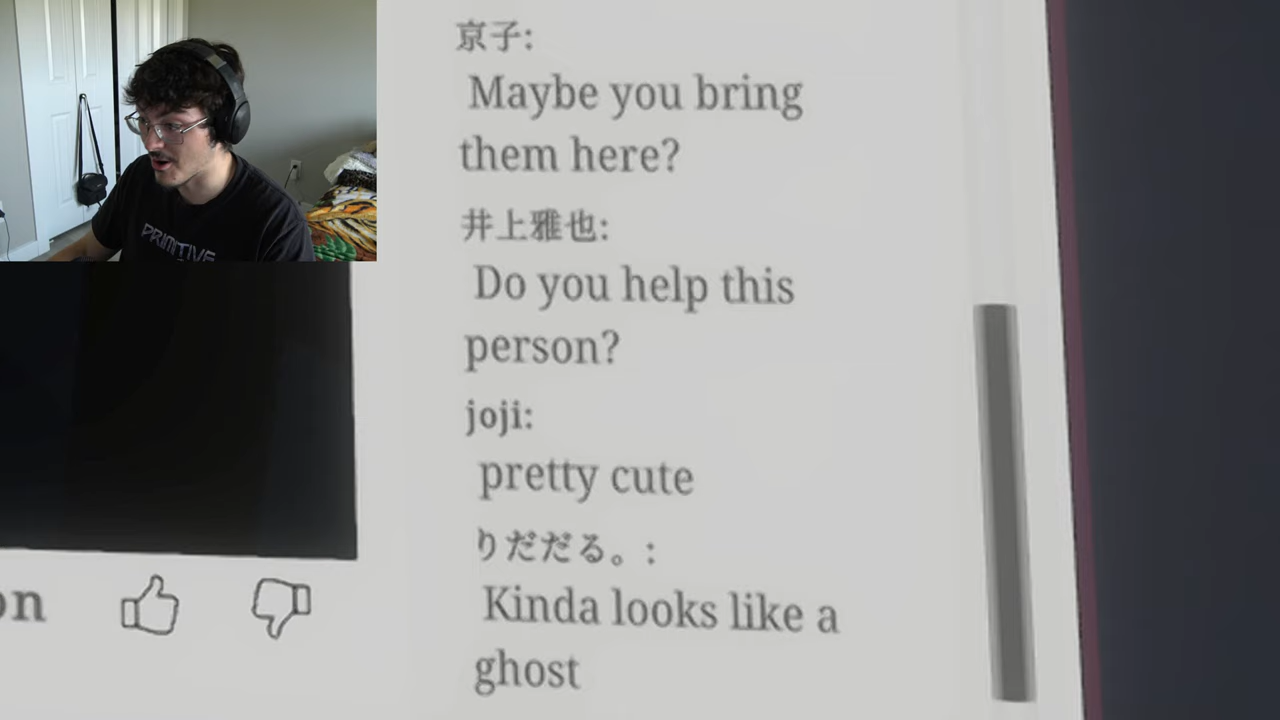 京子:
Maybe you bring
them here?
井上雅也:
Do you help this
person?
joji:
pretty cute
りだだる。:
Kinda looks like a
ghost
on
PRIMITIVE